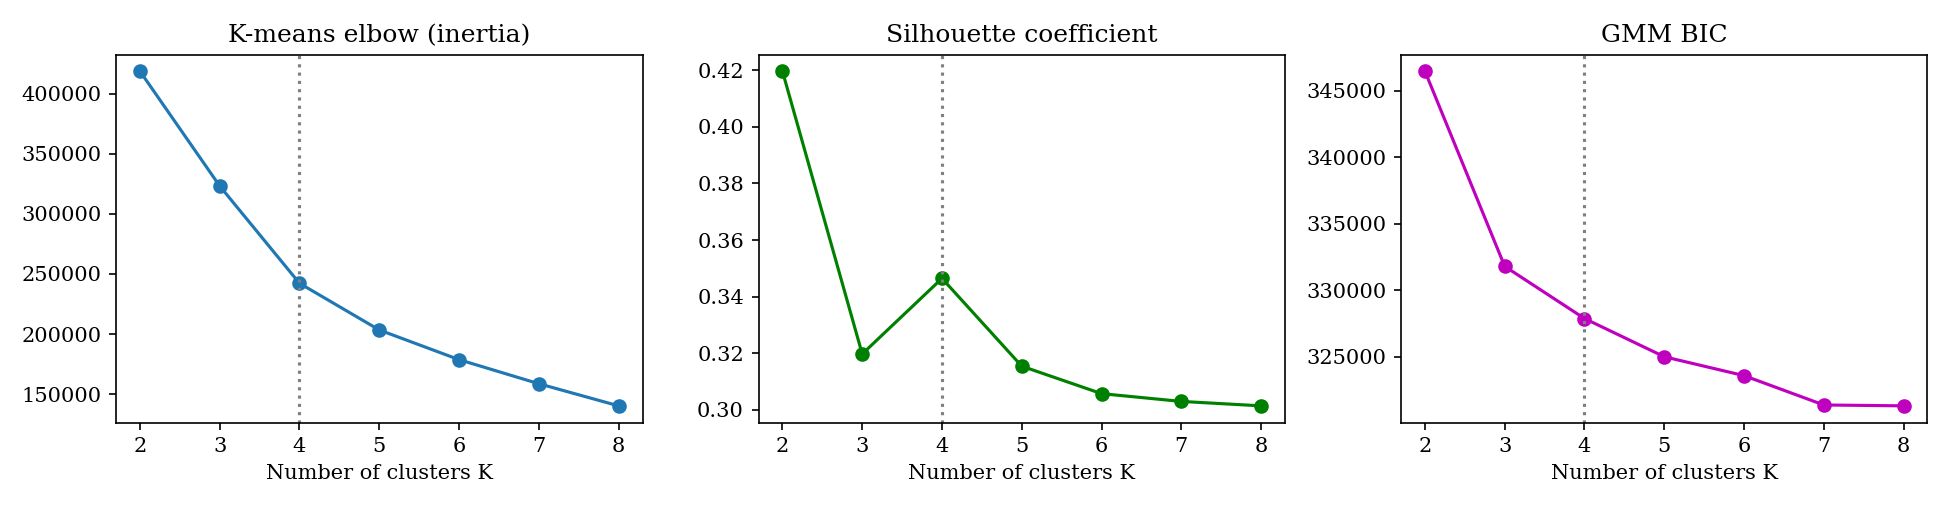 K-means elbow (inertia)
400000
350000
300000
250000
200000
150000
2 3 4 5 6 7 8
Number of clusters K
Silhouette coefficient
0.42
0.40
0.38
0.36
0.34
0.32
0.30
2 3 4 5 6 7 8
Number of clusters K
GMM BIC
345000
340000
335000
330000
325000
2 3 4 5 6 7 8
Number of clusters K